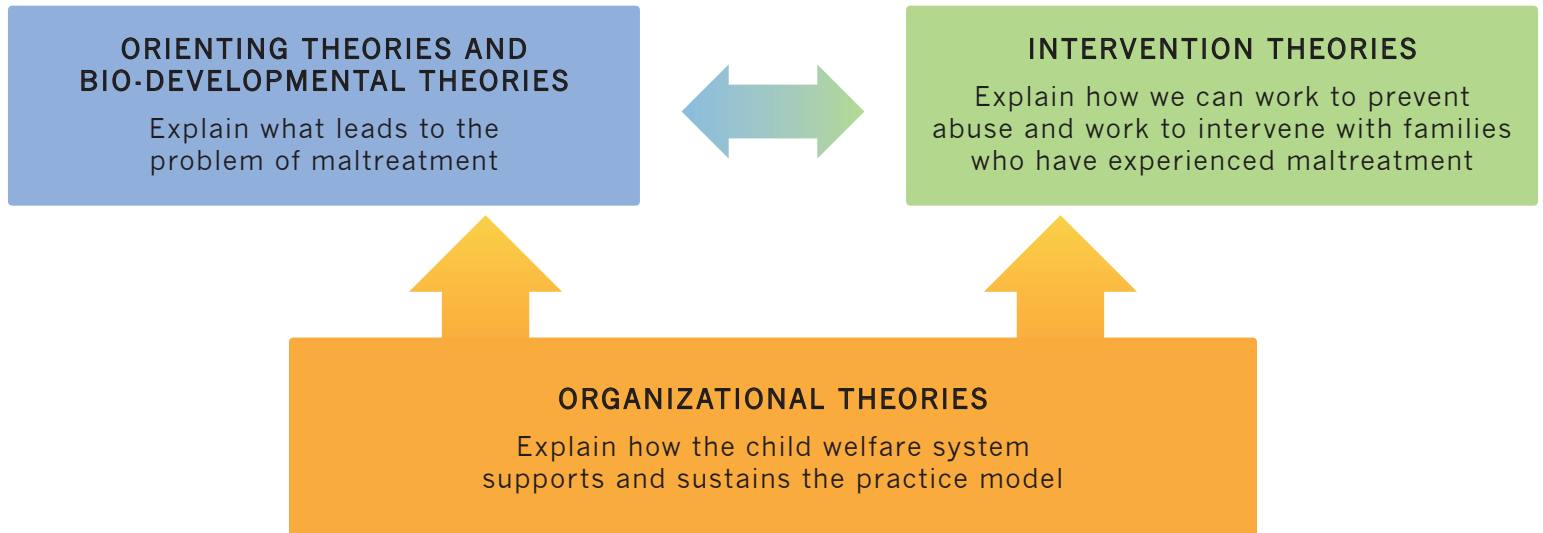 ORIENTING THEORIES AND
BIO-DEVELOPMENTAL THEORIES
Explain what leads to the
problem of maltreatment
INTERVENTION THEORIES
Explain how we can work to prevent
abuse and work to intervene with families
who have experienced maltreatment
ORGANIZATIONAL THEORIES
Explain how the child welfare system
supports and sustains the practice model